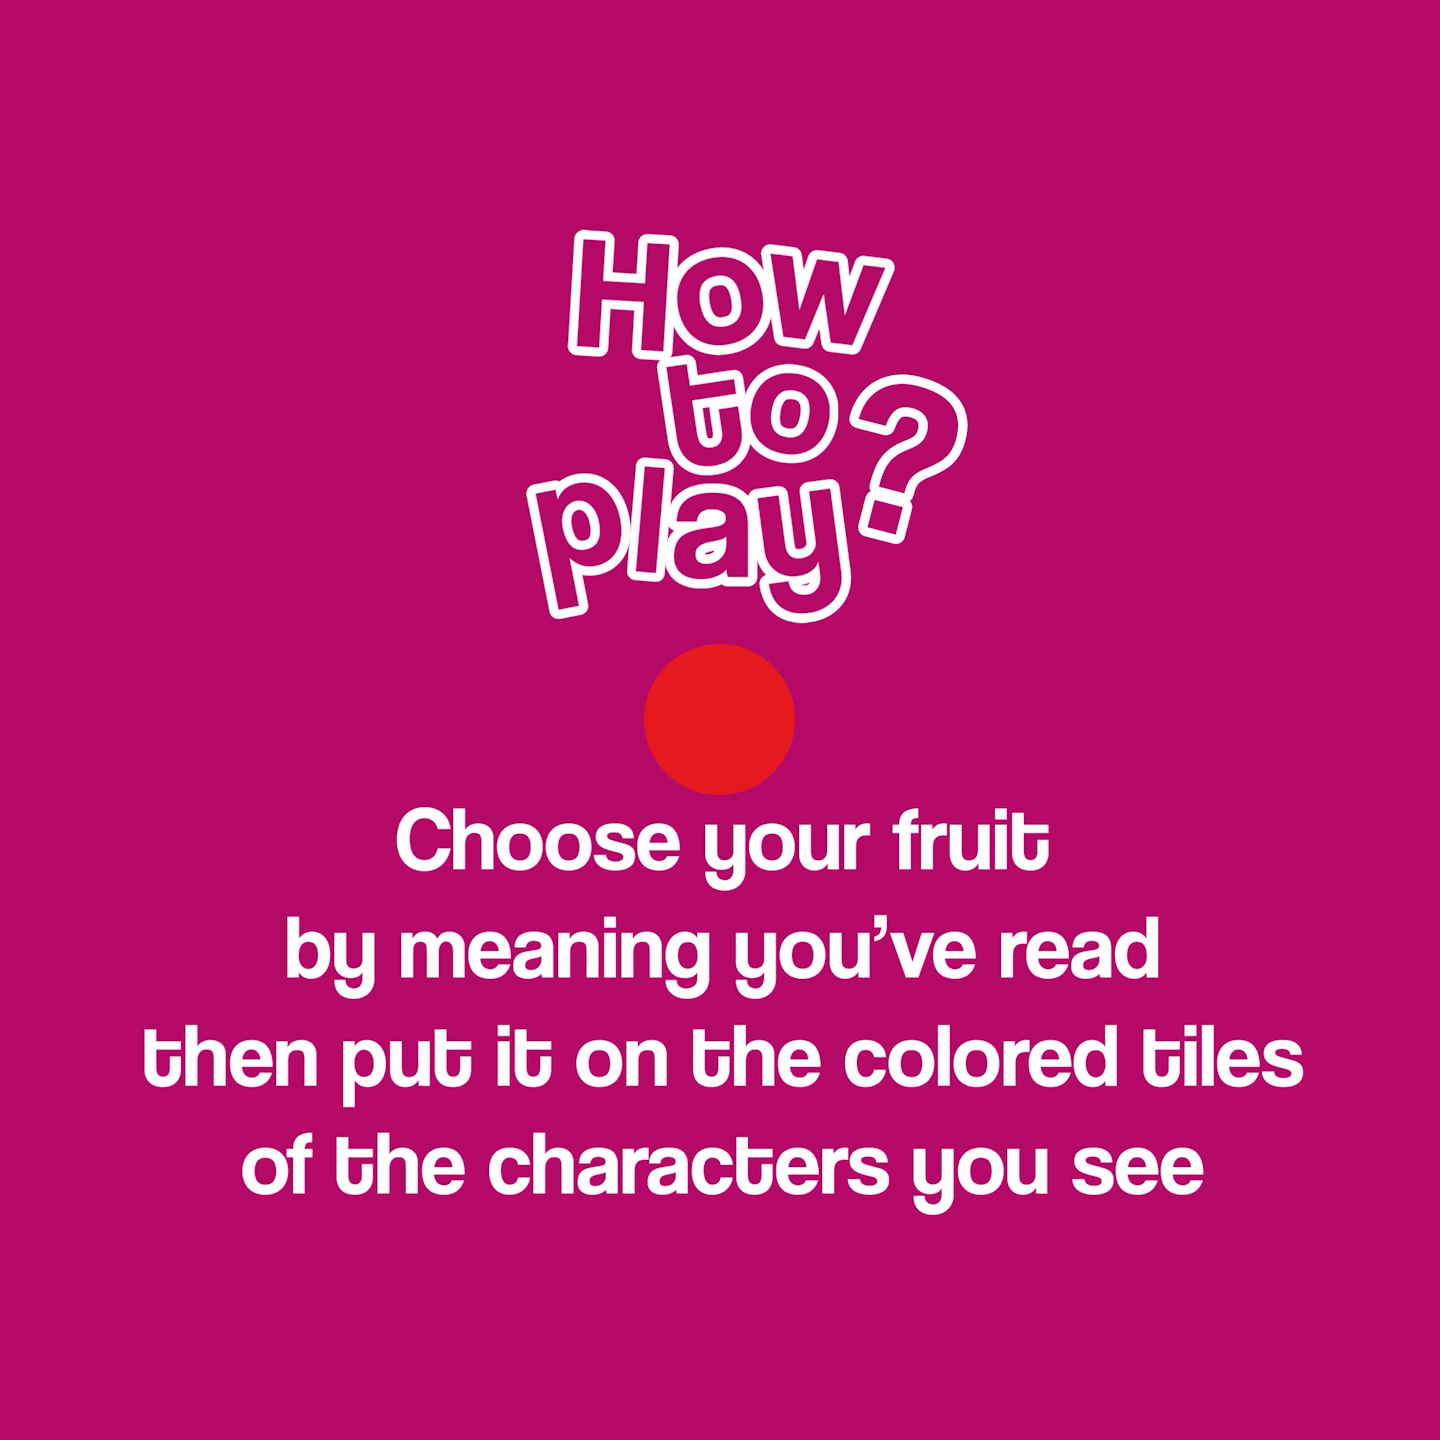 How
to
play?
Choose your fruit
by meaning you’ve read
then put it on the colored tiles
of the characters you see